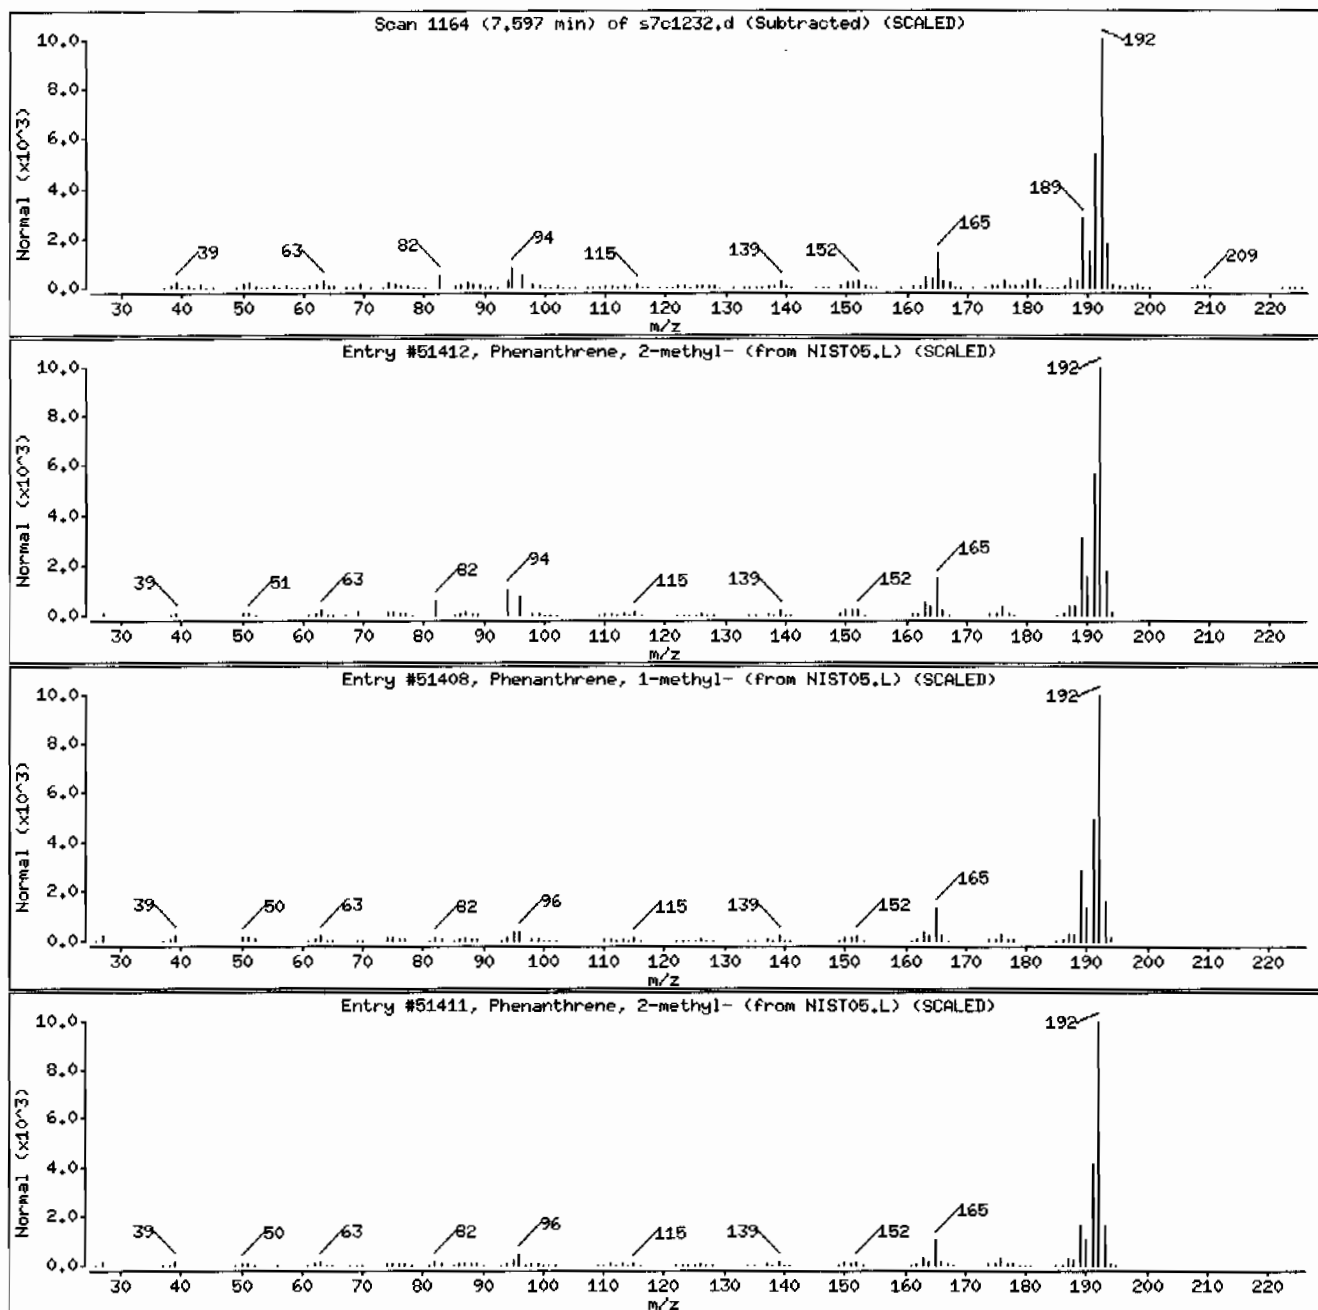 Scan 1164 (7.597 min) of s7c1232.d (Subtracted) (SCALED)
10.0
8.0
6.0
4.0
2.0
0.0
Normal (x10^3)
39 63 82 94 115 139 152 165 189 192 209
30 40 50 60 70 80 90 100 110 120 130 140 150 160 170 180 190 200 210 220
m/z
Entry #51412, Phenanthrene, 2-methyl- (from NIST05.L) (SCALED)
10.0
8.0
6.0
4.0
2.0
0.0
Normal (x10^3)
39 51 63 82 94 115 139 152 165 192
30 40 50 60 70 80 90 100 110 120 130 140 150 160 170 180 190 200 210 220
m/z
Entry #51408, Phenanthrene, 1-methyl- (from NIST05.L) (SCALED)
10.0
8.0
6.0
4.0
2.0
0.0
Normal (x10^3)
39 50 63 82 96 115 139 152 165 192
30 40 50 60 70 80 90 100 110 120 130 140 150 160 170 180 190 200 210 220
m/z
Entry #51411, Phenanthrene, 2-methyl- (from NIST05.L) (SCALED)
10.0
8.0
6.0
4.0
2.0
0.0
Normal (x10^3)
39 50 63 82 96 115 139 152 165 192
30 40 50 60 70 80 90 100 110 120 130 140 150 160 170 180 190 200 210 220
m/z